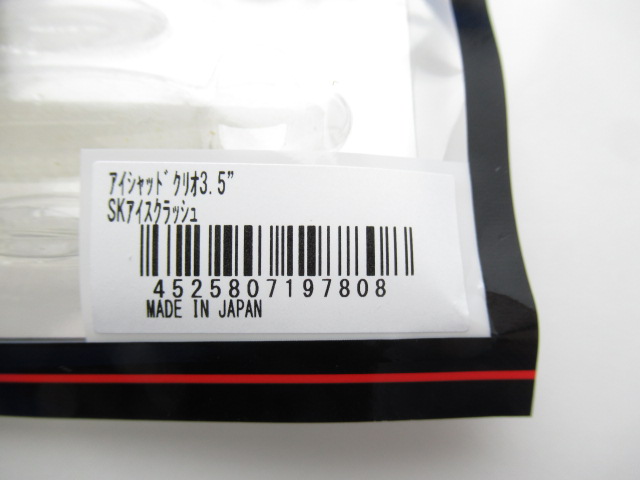 ｱｲｼｬｯﾄﾞｸﾘｵ3.5”
SKｱｲｽｸﾗｯｼｭ
4525807197808
MADE IN JAPAN